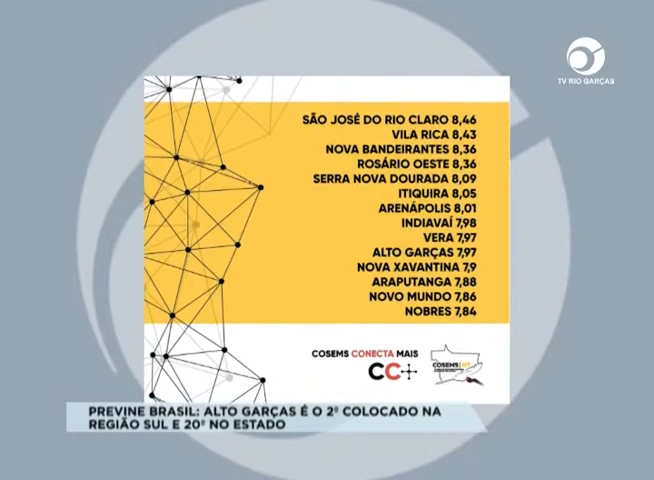 TV RIO GARÇAS
SÃO JOSÉ DO RIO CLARO 8,46
VILA RICA 8,43
NOVA BANDEIRANTES 8,36
ROSÁRIO OESTE 8,36
SERRA NOVA DOURADA 8,09
ITIQUIRA 8,05
ARENÁPOLIS 8,01
INDIAVAÍ 7,98
VERA 7,97
ALTO GARÇAS 7,97
NOVA XAVANTINA 7,9
ARAPUTANGA 7,88
NOVO MUNDO 7,86
NOBRES 7,84
COSEMS CONECTA MAIS
CC+
COSEMS
PREVINE BRASIL: ALTO GARÇAS É O 2º COLOCADO NA
REGIÃO SUL E 20º NO ESTADO